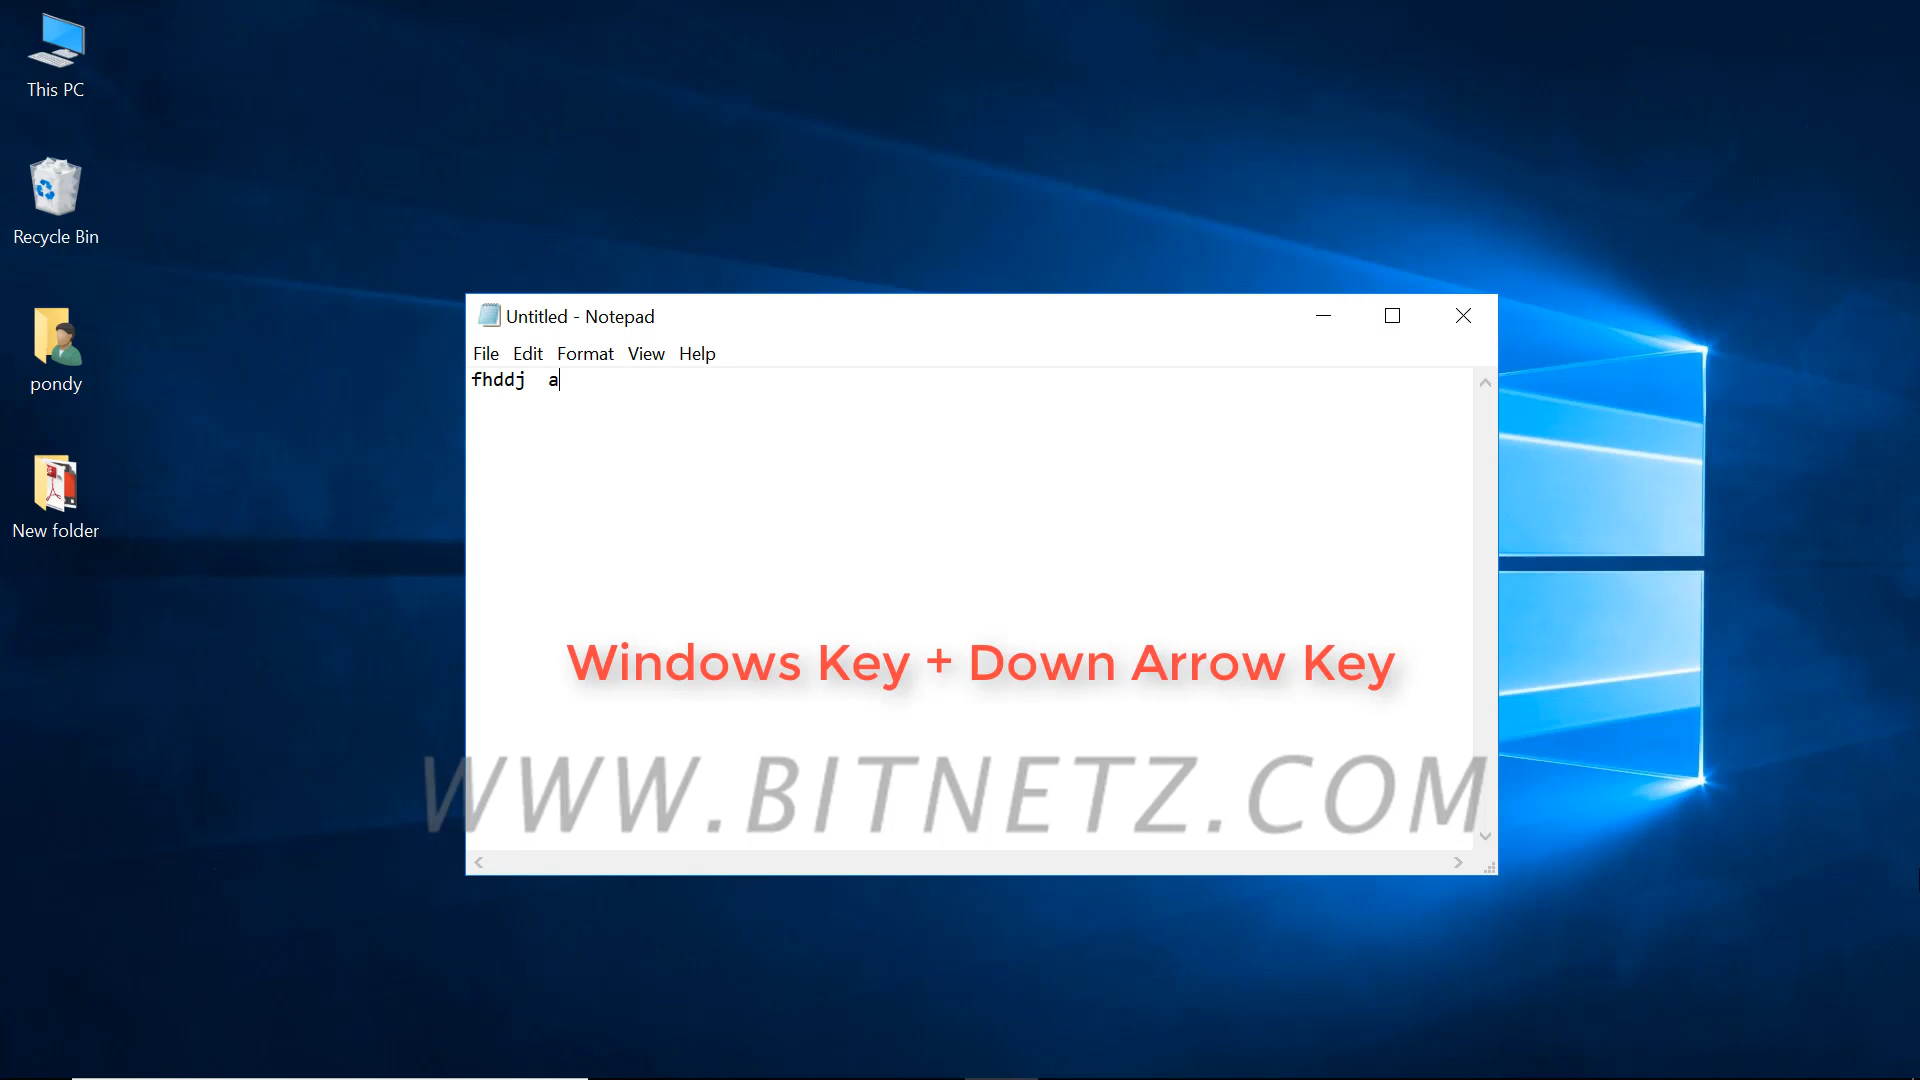 This PC
Recycle Bin
pondy
New folder
Untitled - Notepad
File Edit Format View Help
fhddj  a
Windows Key + Down Arrow Key
WWW.BITNETZ.COM